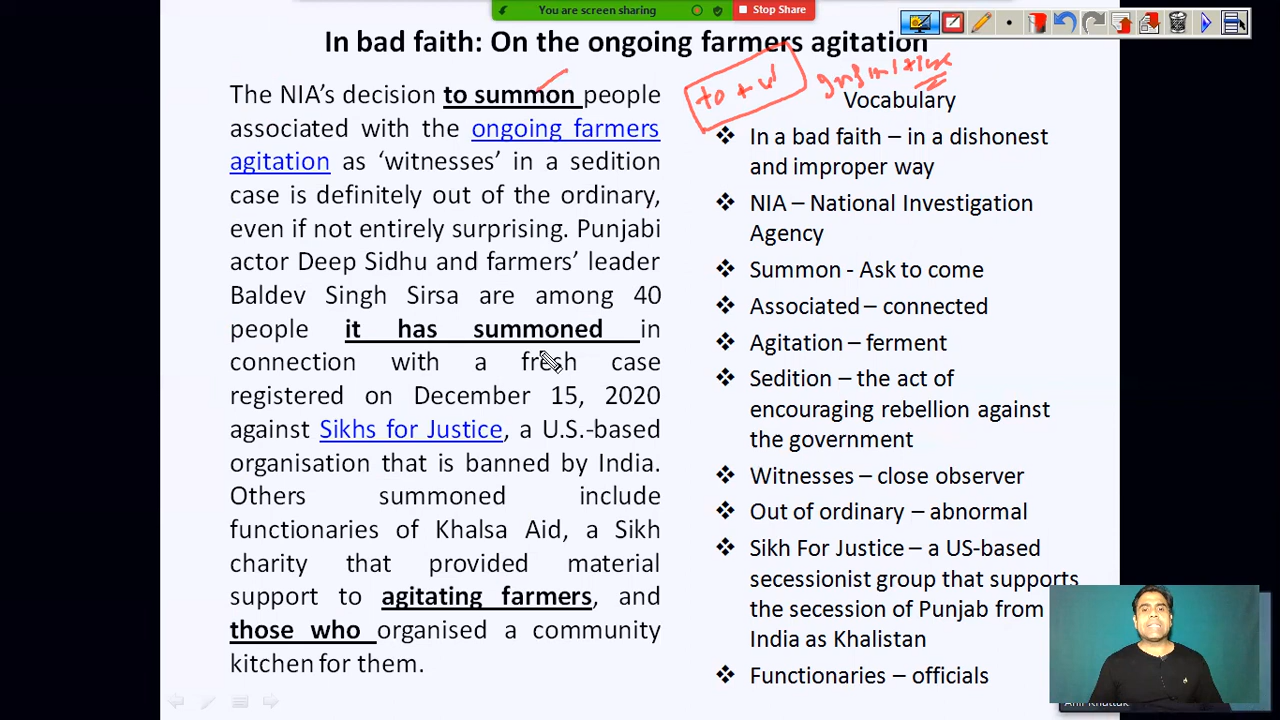 You are screen sharing
Stop Share
In bad faith: On the ongoing farmers agitation
to + v1
infinitive
The NIA's decision to summon people
associated with the ongoing farmers
agitation as 'witnesses' in a sedition
case is definitely out of the ordinary,
even if not entirely surprising. Punjabi
actor Deep Sidhu and farmers' leader
Baldev Singh Sirsa are among 40
people it has summoned in
connection with a fresh case
registered on December 15, 2020
against Sikhs for Justice, a U.S.-based
organisation that is banned by India.
Others summoned include
functionaries of Khalsa Aid, a Sikh
charity that provided material
support to agitating farmers, and
those who organised a community
kitchen for them.
Vocabulary
❖ In a bad faith – in a dishonest
and improper way
❖ NIA – National Investigation
Agency
❖ Summon - Ask to come
❖ Associated – connected
❖ Agitation – ferment
❖ Sedition – the act of
encouraging rebellion against
the government
❖ Witnesses – close observer
❖ Out of ordinary – abnormal
❖ Sikh For Justice – a US-based
secessionist group that supports
the secession of Punjab from
India as Khalistan
❖ Functionaries – officials